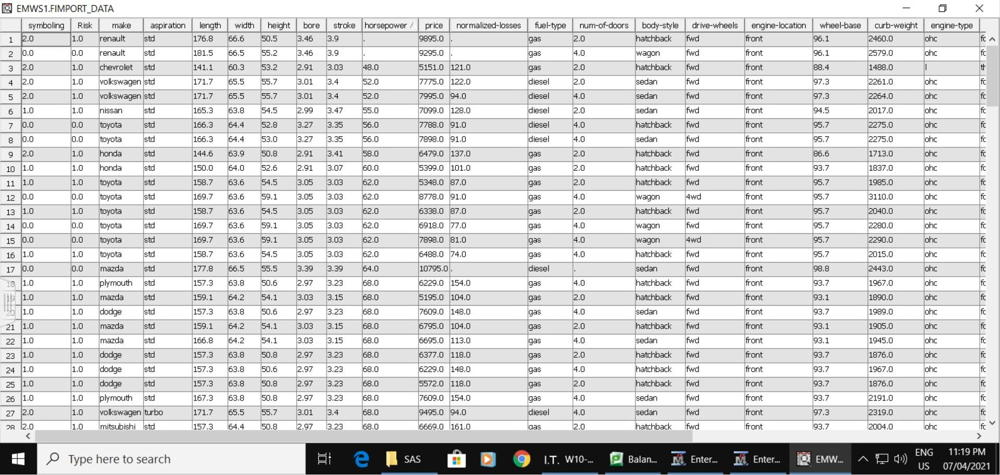 EMWS1.FIMPORT_DATA
symboling Risk make aspiration length width height bore stroke horsepower / price normalized-losses fuel-type num-of-doors body-style drive-wheels engine-location wheel-base curb-weight engine-type
1 2.0 1.0 renault std 176.8 66.6 50.5 3.46 3.9 . 9895.0 . gas 2.0 hatchback fwd front 96.1 2460.0 ohc fc
2 0.0 0.0 renault std 181.5 66.5 55.2 3.46 3.9 . 9295.0 . gas 4.0 wagon fwd front 96.1 2579.0 ohc fc
3 2.0 1.0 chevrolet std 141.1 60.3 53.2 2.91 3.03 48.0 5151.0 121.0 gas 2.0 hatchback fwd front 88.4 1488.0 l th
4 2.0 1.0 volkswagen std 171.7 65.5 55.7 3.01 3.4 52.0 7775.0 122.0 diesel 2.0 sedan fwd front 97.3 2261.0 ohc fc
5 2.0 1.0 volkswagen std 171.7 65.5 55.7 3.01 3.4 52.0 7995.0 94.0 diesel 4.0 sedan fwd front 97.3 2264.0 ohc fc
6 1.0 1.0 nissan std 165.3 63.8 54.5 2.99 3.47 55.0 7099.0 128.0 diesel 2.0 sedan fwd front 94.5 2017.0 ohc fc
7 0.0 0.0 toyota std 166.3 64.4 52.8 3.27 3.35 56.0 7788.0 91.0 diesel 4.0 hatchback fwd front 95.7 2275.0 ohc fc
8 0.0 0.0 toyota std 166.3 64.4 53.0 3.27 3.35 56.0 7898.0 91.0 diesel 4.0 sedan fwd front 95.7 2275.0 ohc fc
9 2.0 1.0 honda std 144.6 63.9 50.8 2.91 3.41 58.0 6479.0 137.0 gas 2.0 hatchback fwd front 86.6 1713.0 ohc fc
10 1.0 1.0 honda std 150.0 64.0 52.6 2.91 3.07 60.0 5399.0 101.0 gas 2.0 hatchback fwd front 93.7 1837.0 ohc fc
11 1.0 1.0 toyota std 158.7 63.6 54.5 3.05 3.03 62.0 5348.0 87.0 gas 2.0 hatchback fwd front 95.7 1985.0 ohc fc
12 0.0 0.0 toyota std 169.7 63.6 59.1 3.05 3.03 62.0 8778.0 91.0 gas 4.0 wagon 4wd front 95.7 3110.0 ohc fc
13 1.0 1.0 toyota std 158.7 63.6 54.5 3.05 3.03 62.0 6338.0 87.0 gas 2.0 hatchback fwd front 95.7 2040.0 ohc fc
14 0.0 0.0 toyota std 169.7 63.6 59.1 3.05 3.03 62.0 6918.0 77.0 gas 4.0 wagon fwd front 95.7 2280.0 ohc fc
15 0.0 0.0 toyota std 169.7 63.6 59.1 3.05 3.03 62.0 7898.0 81.0 gas 4.0 wagon 4wd front 95.7 2290.0 ohc fc
16 1.0 1.0 toyota std 158.7 63.6 54.5 3.05 3.03 62.0 6488.0 74.0 gas 4.0 hatchback fwd front 95.7 2015.0 ohc fc
17 0.0 0.0 mazda std 177.8 66.5 55.5 3.39 3.39 64.0 10795.0 . diesel . sedan fwd front 98.8 2443.0 ohc fc
18 1.0 1.0 plymouth std 157.3 63.8 50.6 2.97 3.23 68.0 6229.0 154.0 gas 4.0 hatchback fwd front 93.7 1967.0 ohc fc
19 1.0 1.0 mazda std 159.1 64.2 54.1 3.03 3.15 68.0 5195.0 104.0 gas 2.0 hatchback fwd front 93.1 1890.0 ohc fc
20 1.0 1.0 dodge std 157.3 63.8 50.6 2.97 3.23 68.0 7609.0 148.0 gas 4.0 sedan fwd front 93.7 1989.0 ohc fc
21 1.0 1.0 mazda std 159.1 64.2 54.1 3.03 3.15 68.0 6795.0 104.0 gas 2.0 hatchback fwd front 93.1 1905.0 ohc fc
22 1.0 1.0 mazda std 166.8 64.2 54.1 3.03 3.15 68.0 6695.0 113.0 gas 4.0 sedan fwd front 93.1 1945.0 ohc fc
23 1.0 1.0 dodge std 157.3 63.8 50.8 2.97 3.23 68.0 6377.0 118.0 gas 2.0 hatchback fwd front 93.7 1876.0 ohc fc
24 1.0 1.0 dodge std 157.3 63.8 50.6 2.97 3.23 68.0 6229.0 148.0 gas 4.0 hatchback fwd front 93.7 1967.0 ohc fc
25 1.0 1.0 dodge std 157.3 63.8 50.8 2.97 3.23 68.0 5572.0 118.0 gas 2.0 hatchback fwd front 93.7 1876.0 ohc fc
26 1.0 1.0 plymouth std 167.3 63.8 50.8 2.97 3.23 68.0 7609.0 154.0 gas 4.0 sedan fwd front 93.7 2191.0 ohc fc
27 2.0 1.0 volkswagen turbo 171.7 65.5 55.7 3.01 3.4 68.0 9495.0 94.0 diesel 4.0 sedan fwd front 97.3 2319.0 ohc fc
28 2.0 1.0 mitsubishi std 157.3 64.4 50.8 2.97 3.23 68.0 6669.0 161.0 gas 2.0 hatchback fwd front 93.7 2004.0 ohc fc
Type here to search SAS I.T. W10-... Balan... Enter... Enter... EMW... ENG 11:19 PM
US 07/04/2021